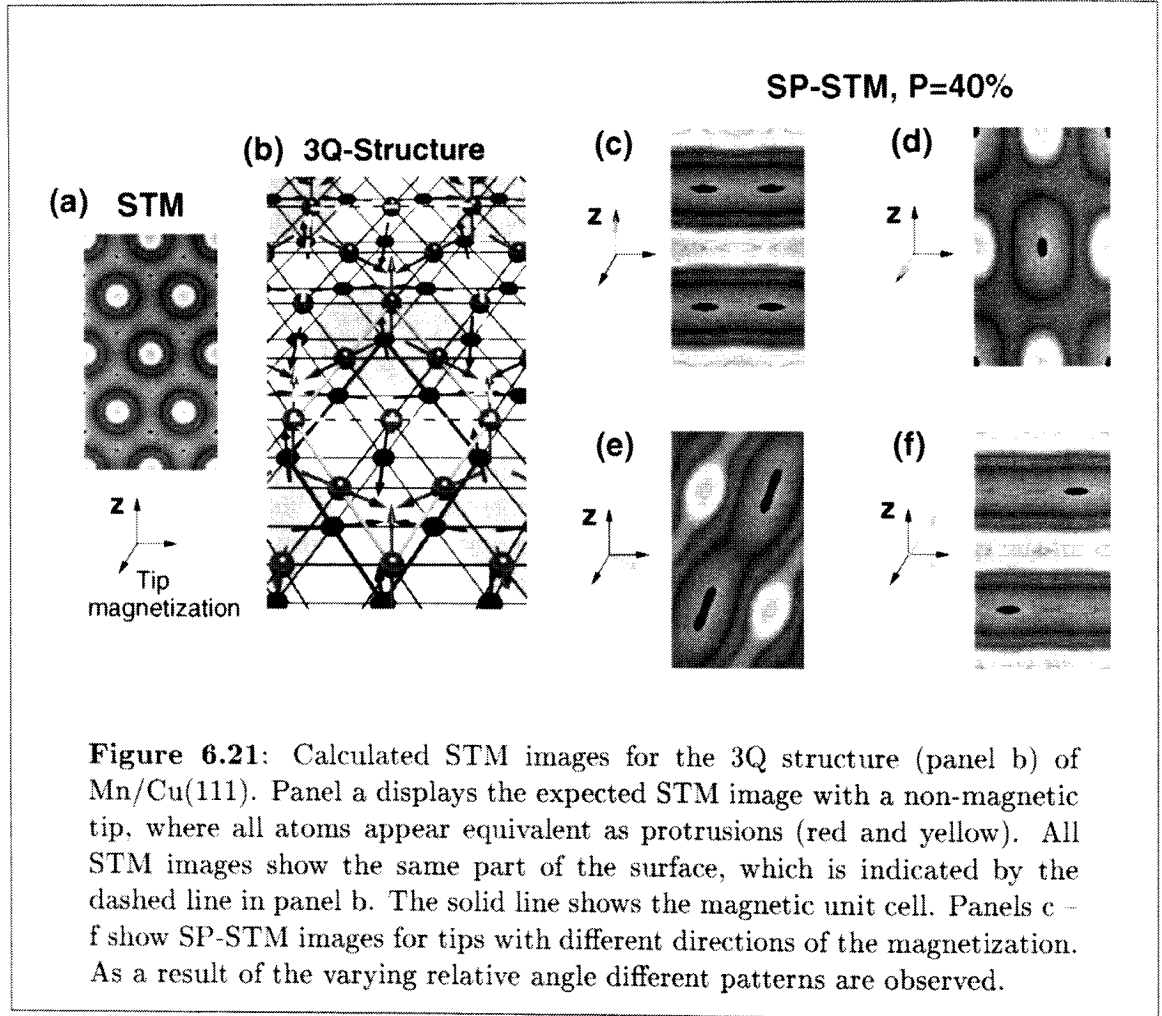 SP-STM, P=40%
(b) 3Q-Structure
(c)
(d)
(a) STM
z
z
(e)
(f)
z
z
z
Tip
magnetization
Figure 6.21: Calculated STM images for the 3Q structure (panel b) of
Mn/Cu(111). Panel a displays the expected STM image with a non-magnetic
tip, where all atoms appear equivalent as protrusions (red and yellow). All
STM images show the same part of the surface, which is indicated by the
dashed line in panel b. The solid line shows the magnetic unit cell. Panels c –
f show SP-STM images for tips with different directions of the magnetization.
As a result of the varying relative angle different patterns are observed.